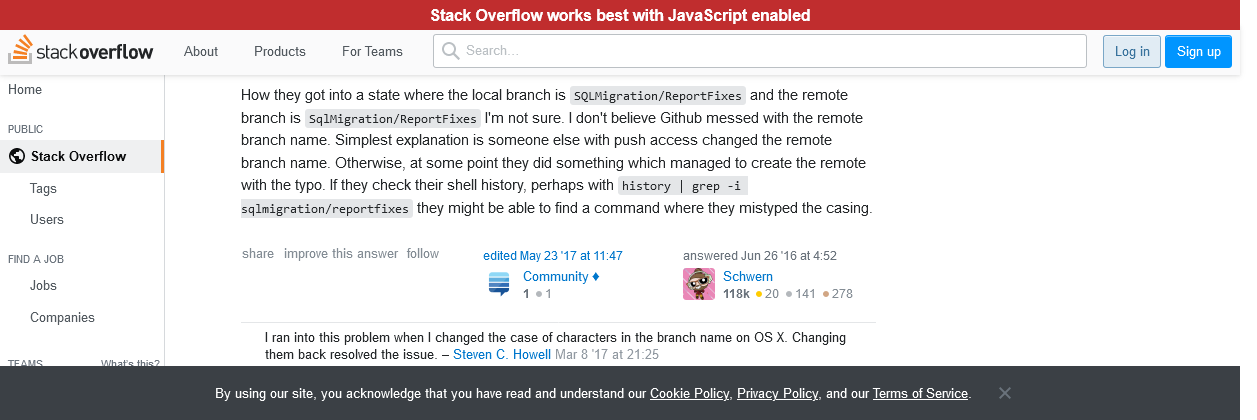 Stack Overflow works best with JavaScript enabled
stackoverflow About Products For Teams Search... Log in Sign up
Home
PUBLIC
Stack Overflow
Tags
Users
FIND A JOB
Jobs
Companies
TEAMS What's this?
How they got into a state where the local branch is SQLMigration/ReportFixes and the remote
branch is SqlMigration/ReportFixes I'm not sure. I don't believe Github messed with the remote
branch name. Simplest explanation is someone else with push access changed the remote
branch name. Otherwise, at some point they did something which managed to create the remote
with the typo. If they check their shell history, perhaps with history | grep -i
sqlmigration/reportfixes they might be able to find a command where they mistyped the casing.
share improve this answer follow
edited May 23 '17 at 11:47
Community ♦
1 ●1
answered Jun 26 '16 at 4:52
Schwern
118k ●20 ●141 ●278
I ran into this problem when I changed the case of characters in the branch name on OS X. Changing
them back resolved the issue. – Steven C. Howell Mar 8 '17 at 21:25
By using our site, you acknowledge that you have read and understand our Cookie Policy, Privacy Policy, and our Terms of Service.